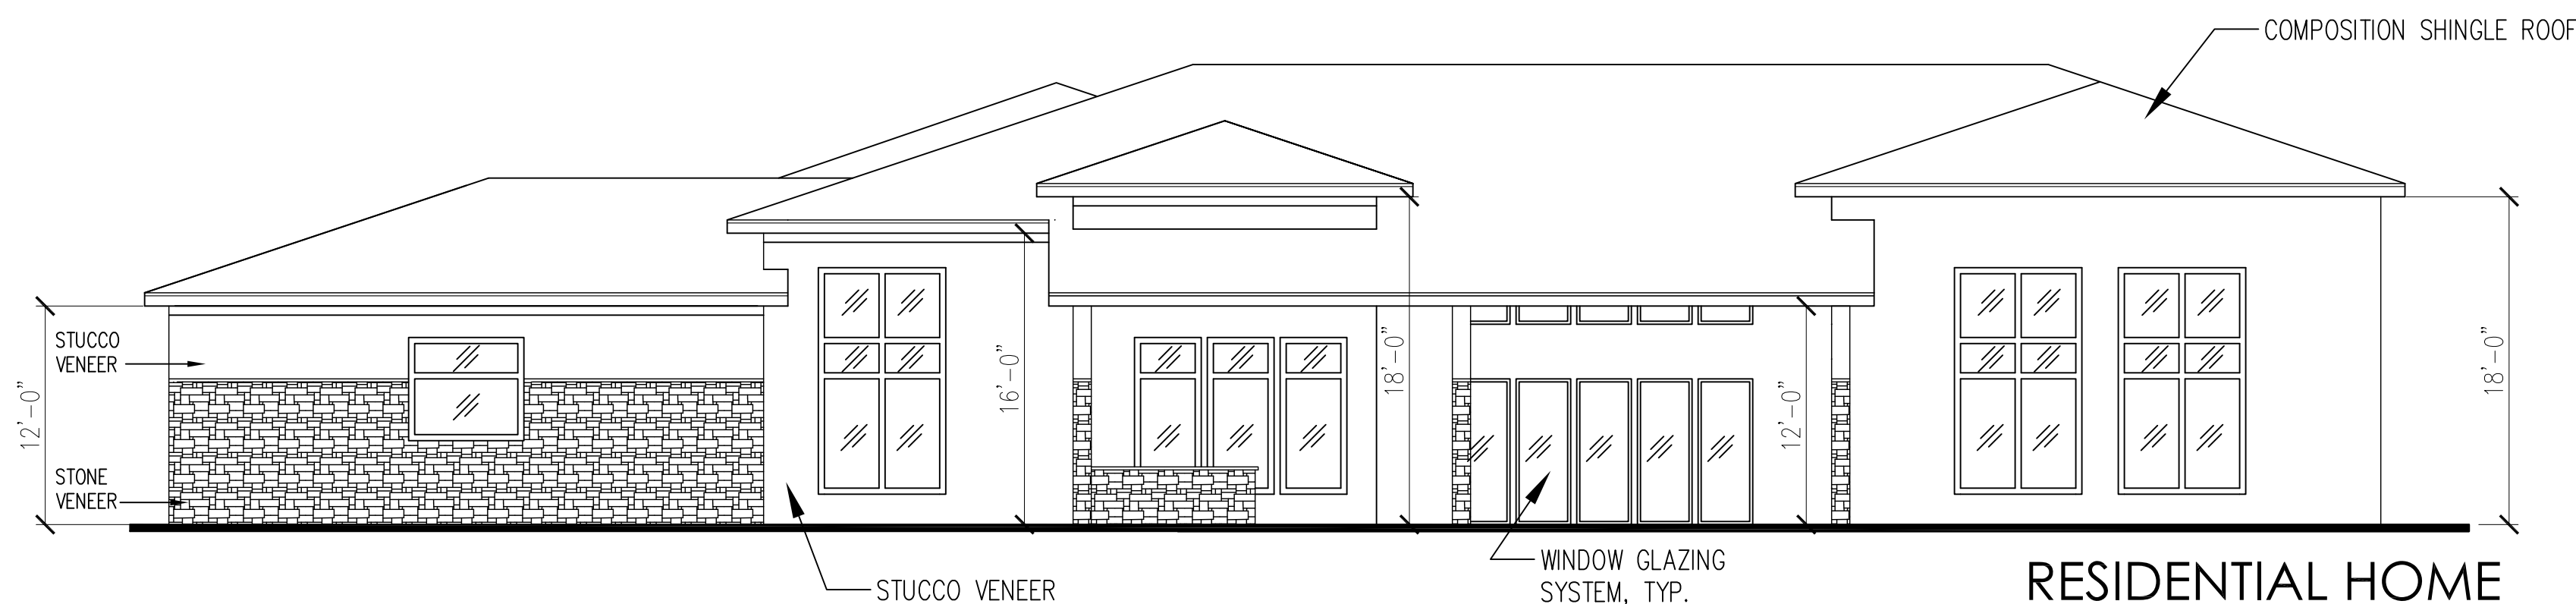 COMPOSITION SHINGLE ROOF
STUCCO
VENEER
12'-0"
STONE
VENEER
16'-0"
18'-0"
12'-0"
18'-0"
STUCCO VENEER
WINDOW GLAZING
SYSTEM, TYP.
RESIDENTIAL HOME